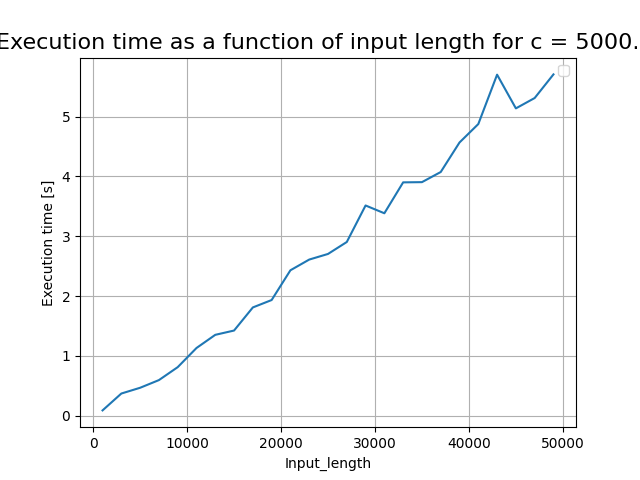 Execution time as a function of input length for c = 5000.
5
4
3
2
1
0
Execution time [s]
0 10000 20000 30000 40000 50000
Input_length